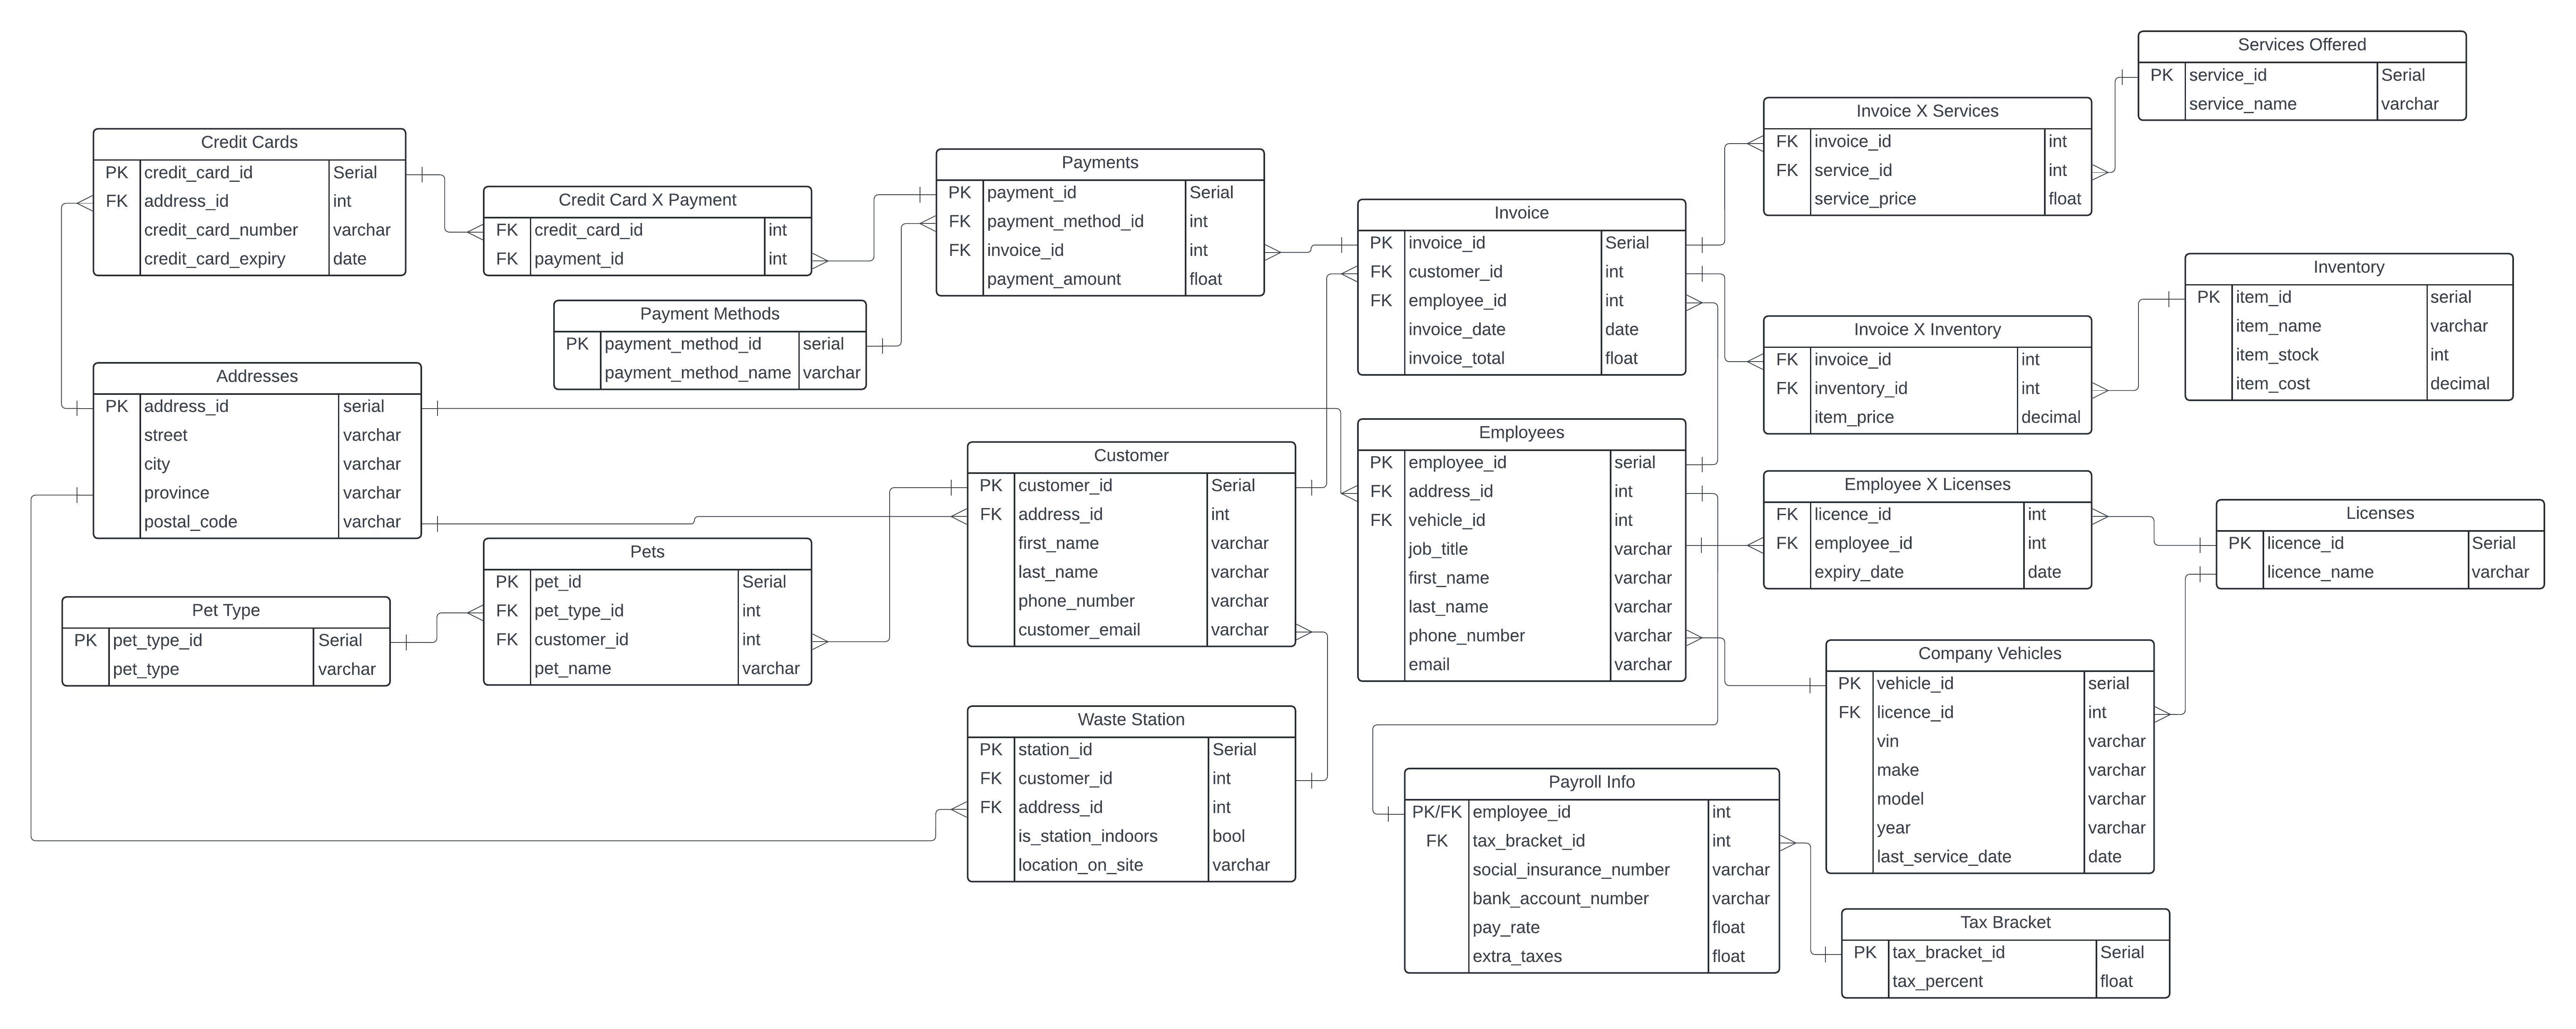 Services Offered
PK service_id Serial
service_name varchar
Invoice X Services
FK invoice_id int
FK service_id int
service_price float
Credit Cards
PK credit_card_id Serial
FK address_id int
credit_card_number varchar
credit_card_expiry date
Credit Card X Payment
FK credit_card_id int
FK payment_id int
Payments
PK payment_id Serial
FK payment_method_id int
FK invoice_id int
payment_amount float
Invoice
PK invoice_id Serial
FK customer_id int
FK employee_id int
invoice_date date
invoice_total float
Inventory
PK item_id serial
item_name varchar
item_stock int
item_cost decimal
Payment Methods
PK payment_method_id serial
payment_method_name varchar
Invoice X Inventory
FK invoice_id int
FK inventory_id int
item_price decimal
Addresses
PK address_id serial
street varchar
city varchar
province varchar
postal_code varchar
Customer
PK customer_id Serial
FK address_id int
first_name varchar
last_name varchar
phone_number varchar
customer_email varchar
Employees
PK employee_id serial
FK address_id int
FK vehicle_id int
job_title varchar
first_name varchar
last_name varchar
phone_number varchar
email varchar
Employee X Licenses
FK licence_id int
FK employee_id int
expiry_date date
Licenses
PK licence_id Serial
licence_name varchar
Pets
PK pet_id Serial
FK pet_type_id int
FK customer_id int
pet_name varchar
Pet Type
PK pet_type_id Serial
pet_type varchar
Company Vehicles
PK vehicle_id serial
FK licence_id int
vin varchar
make varchar
model varchar
year varchar
last_service_date date
Waste Station
PK station_id Serial
FK customer_id int
FK address_id int
is_station_indoors bool
location_on_site varchar
Payroll Info
PK/FK employee_id int
FK tax_bracket_id int
social_insurance_number varchar
bank_account_number varchar
pay_rate float
extra_taxes float
Tax Bracket
PK tax_bracket_id Serial
tax_percent float